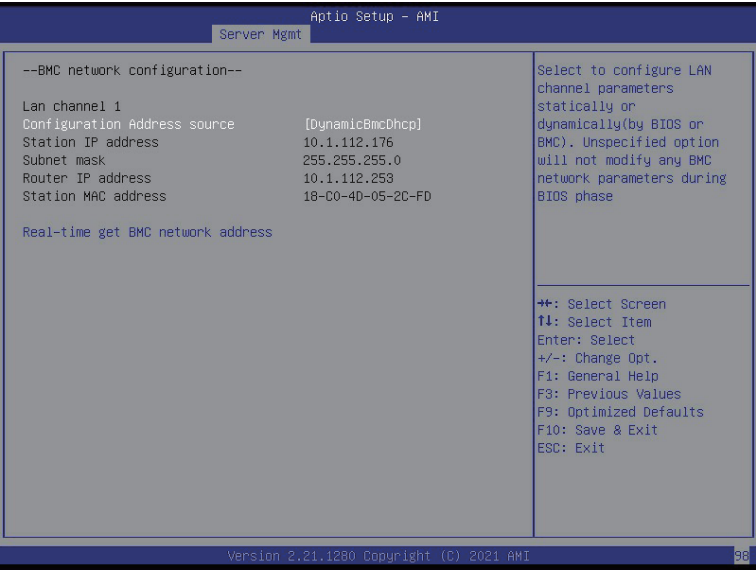 Aptio Setup – AMI
Server Mgmt
--BMC network configuration--
Lan channel 1
Configuration Address source [DynamicBmcDhcp]
Station IP address 10.1.112.176
Subnet mask 255.255.255.0
Router IP address 10.1.112.253
Station MAC address 18-C0-4D-05-2C-FD
Real-time get BMC network address
Select to configure LAN
channel parameters
statically or
dynamically(by BIOS or
BMC). Unspecified option
will not modify any BMC
network parameters during
BIOS phase
→←: Select Screen
↑↓: Select Item
Enter: Select
+/-: Change Opt.
F1: General Help
F3: Previous Values
F9: Optimized Defaults
F10: Save & Exit
ESC: Exit
Version 2.21.1280 Copyright (C) 2021 AMI
98